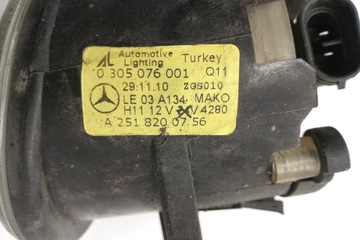 AL Automotive Lighting Turkey
0 305 076 001 Q11
29.11.10 ZGS010
LE 03 A134 MAKO
H11 12 V V 4280
A 251 820 07 56